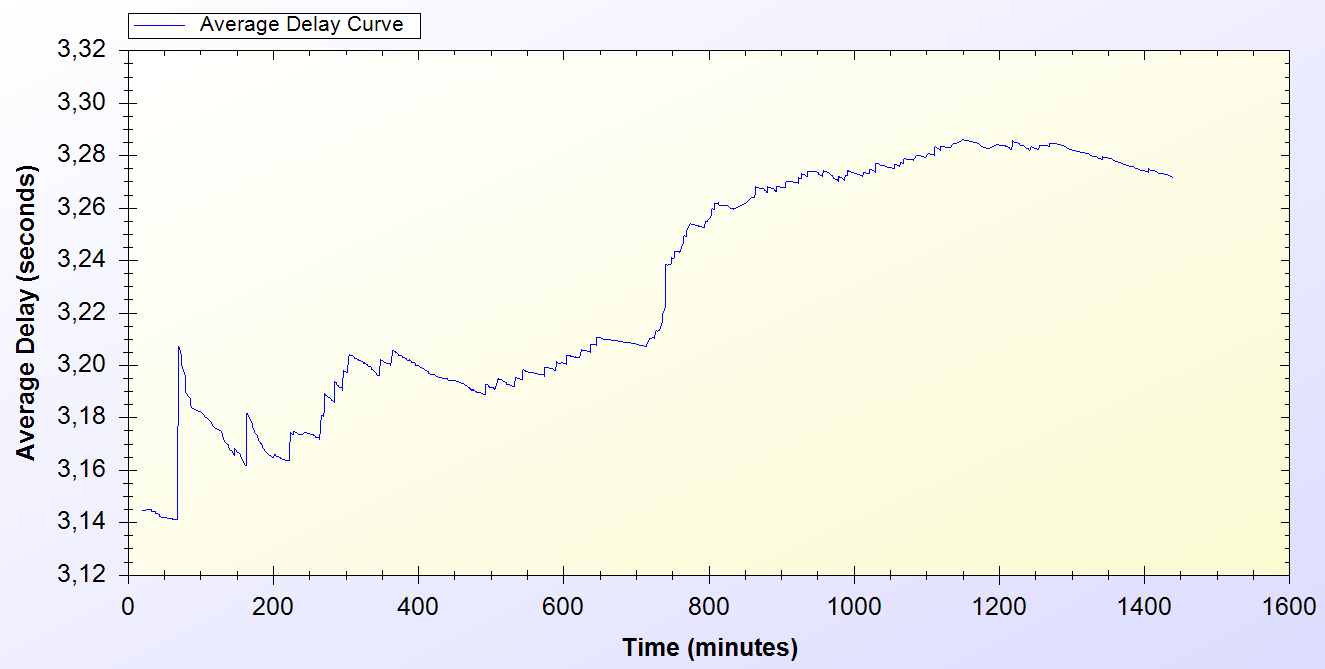 Average Delay Curve
3,32
3,30
3,28
3,26
3,24
3,22
3,20
3,18
3,16
3,14
3,12
Average Delay (seconds)
0 200 400 600 800 1000 1200 1400 1600
Time (minutes)